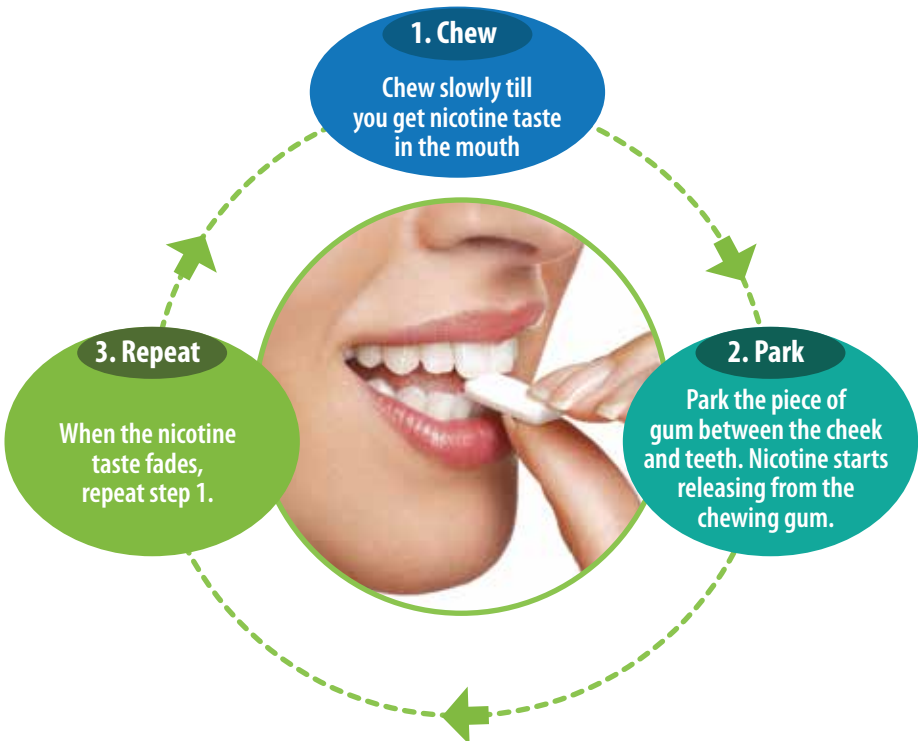 1. Chew
Chew slowly till
you get nicotine taste
in the mouth
2. Park
Park the piece of
gum between the cheek
and teeth. Nicotine starts
releasing from the
chewing gum.
3. Repeat
When the nicotine
taste fades,
repeat step 1.